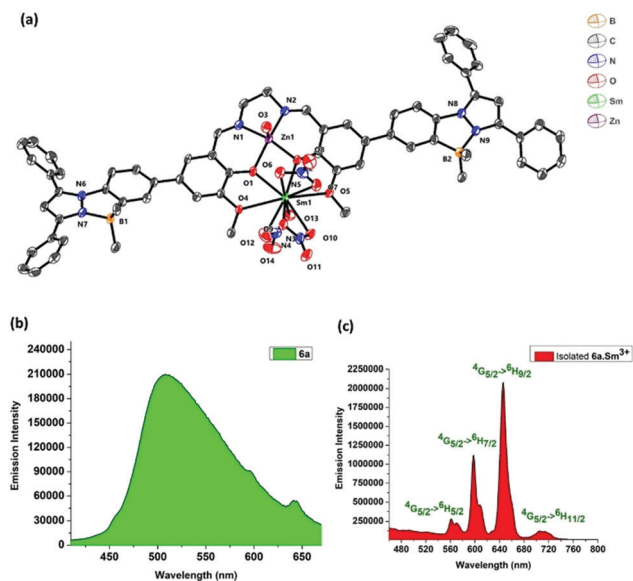 (a)
B
C
N
O
Sm
Zn
N2
O3
N1
Zn1
N8
N9
B2
O6
O8
O1
N5
O7
O5
O4
Sm1
N6
N7
B1
O13
O12
N3
O10
N4
O14
O11
(b)
6a
Emission Intensity
240000
210000
180000
150000
120000
90000
60000
30000
0
450
500
550
600
650
Wavelength (nm)
(c)
Isolated 6a.Sm³⁺
Emission Intensity
2250000
2000000
1750000
1500000
1250000
1000000
750000
500000
250000
0
⁴G₅/₂->⁶H₉/₂
⁴G₅/₂->⁶H₇/₂
⁴G₅/₂->⁶H₅/₂
⁴G₅/₂->⁶H₁₁/₂
480
520
560
600
640
680
720
760
800
Wavelength (nm)